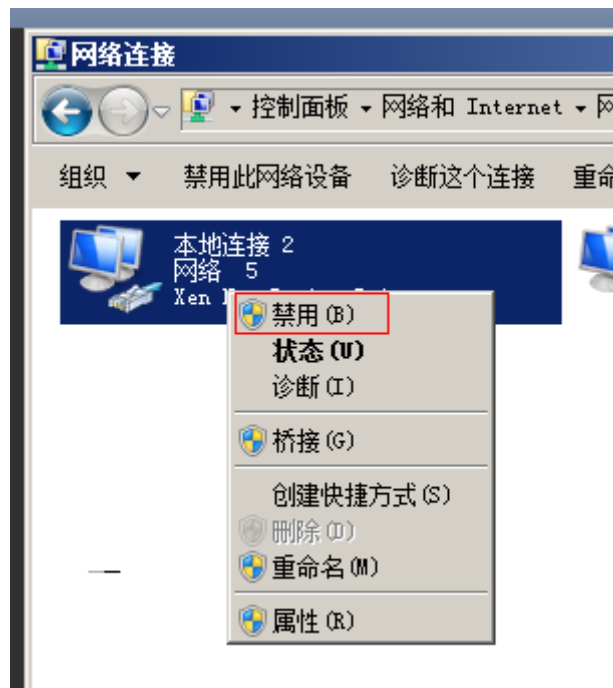 网络连接
控制面板 网络和 Internet
组织 禁用此网络设备 诊断这个连接
本地连接 2
网络 5
Xen
禁用(B)
状态(U)
诊断(I)
桥接(G)
创建快捷方式(S)
删除(D)
重命名(M)
属性(R)